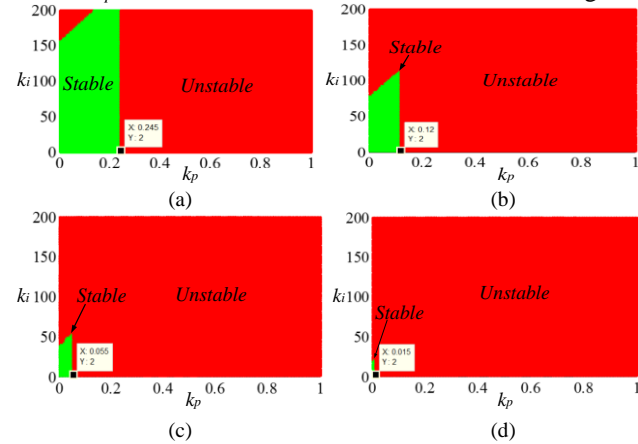 200
150
ki 100
50
0
Stable
Unstable
X: 0.245
Y: 2
0 0.2 0.4 0.6 0.8 1
kp
(a)
200
150
ki 100
50
0
Stable
Unstable
X: 0.12
Y: 2
0 0.2 0.4 0.6 0.8 1
kp
(b)
200
150
ki 100
50
0
Stable
Unstable
X: 0.055
Y: 2
0 0.2 0.4 0.6 0.8 1
kp
(c)
200
150
ki 100
50
0
Stable
Unstable
X: 0.015
Y: 2
0 0.2 0.4 0.6 0.8 1
kp
(d)